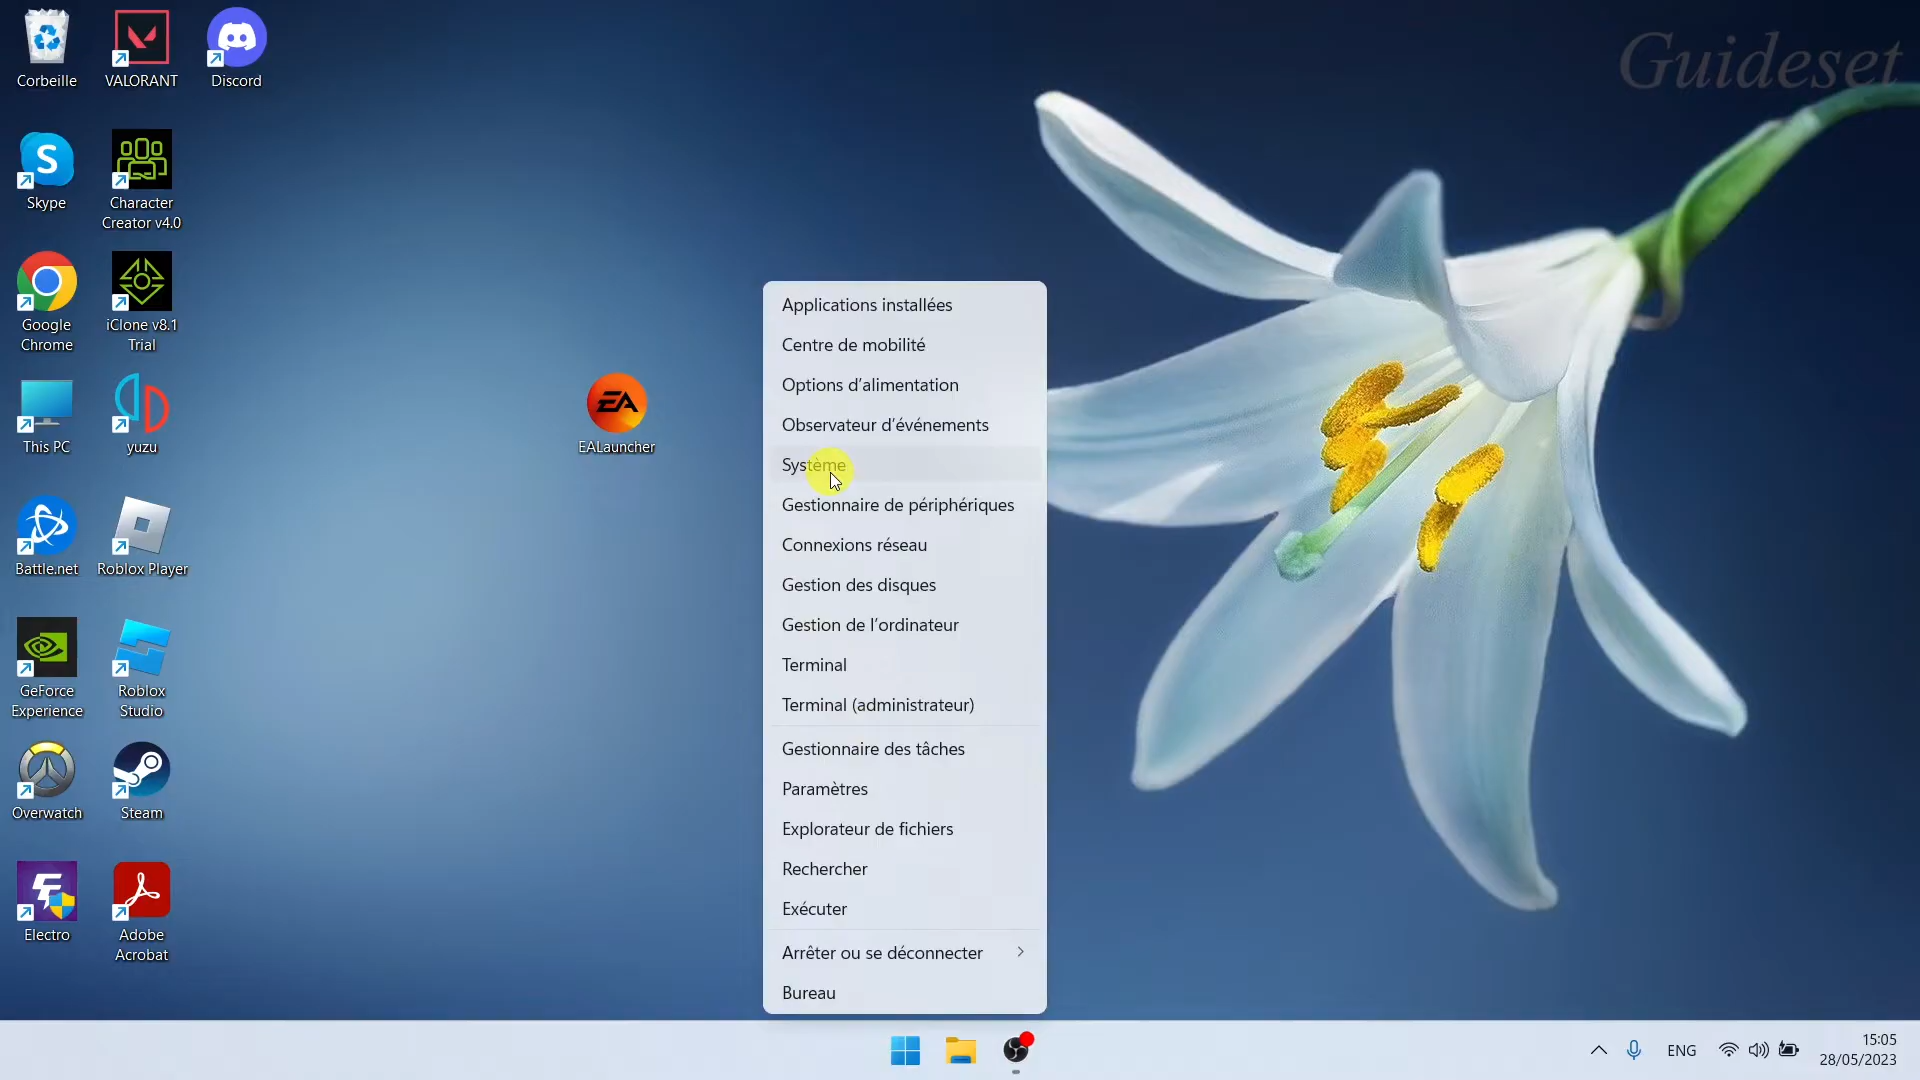 Guideset
Corbeille
VALORANT
Discord
Skype
Character
Creator v4.0
Google
Chrome
iClone v8.1
Trial
This PC
yuzu
EA
EALauncher
Battle.net
Roblox Player
GeForce
Experience
Roblox
Studio
Overwatch
Steam
Electro
Adobe
Acrobat
Applications installées
Centre de mobilité
Options d’alimentation
Observateur d’événements
Système
Gestionnaire de périphériques
Connexions réseau
Gestion des disques
Gestion de l’ordinateur
Terminal
Terminal (administrateur)
Gestionnaire des tâches
Paramètres
Explorateur de fichiers
Rechercher
Exécuter
Arrêter ou se déconnecter
Bureau
ENG
15:05
28/05/2023